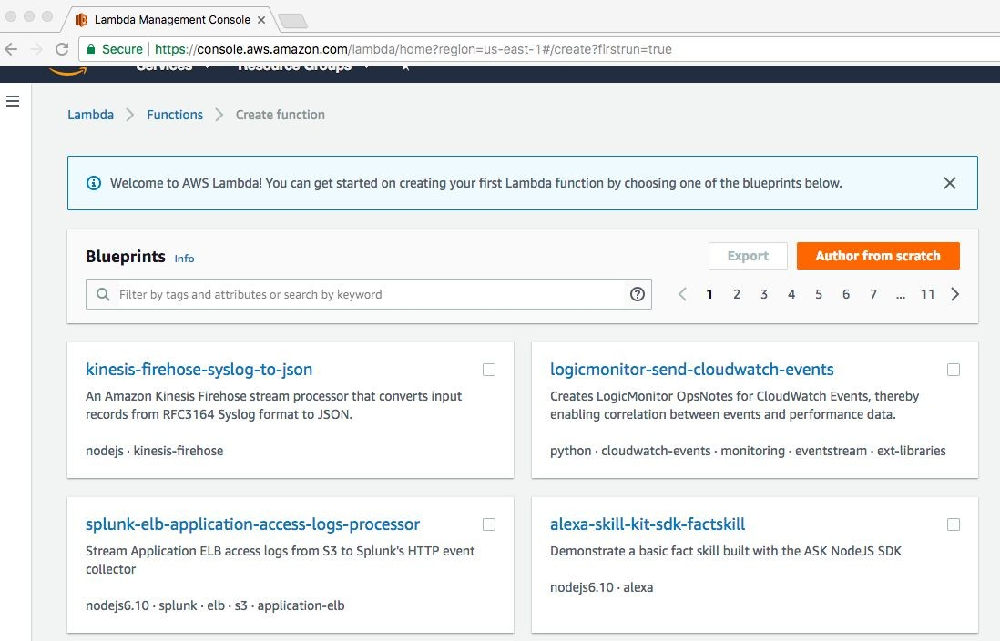 Lambda Management Console
Secure https://console.aws.amazon.com/lambda/home?region=us-east-1#/create?firstrun=true
Services Resource Groups
Lambda Functions Create function
Welcome to AWS Lambda! You can get started on creating your first Lambda function by choosing one of the blueprints below.
Blueprints Info Export Author from scratch
Filter by tags and attributes or search by keyword 1 2 3 4 5 6 7 ... 11
kinesis-firehose-syslog-to-json
An Amazon Kinesis Firehose stream processor that converts input
records from RFC3164 Syslog format to JSON.
nodejs · kinesis-firehose
logicmonitor-send-cloudwatch-events
Creates LogicMonitor OpsNotes for CloudWatch Events, thereby
enabling correlation between events and performance data.
python · cloudwatch-events · monitoring · eventstream · ext-libraries
splunk-elb-application-access-logs-processor
Stream Application ELB access logs from S3 to Splunk's HTTP event
collector
nodejs6.10 · splunk · elb · s3 · application-elb
alexa-skill-kit-sdk-factskill
Demonstrate a basic fact skill built with the ASK NodeJS SDK
nodejs6.10 · alexa